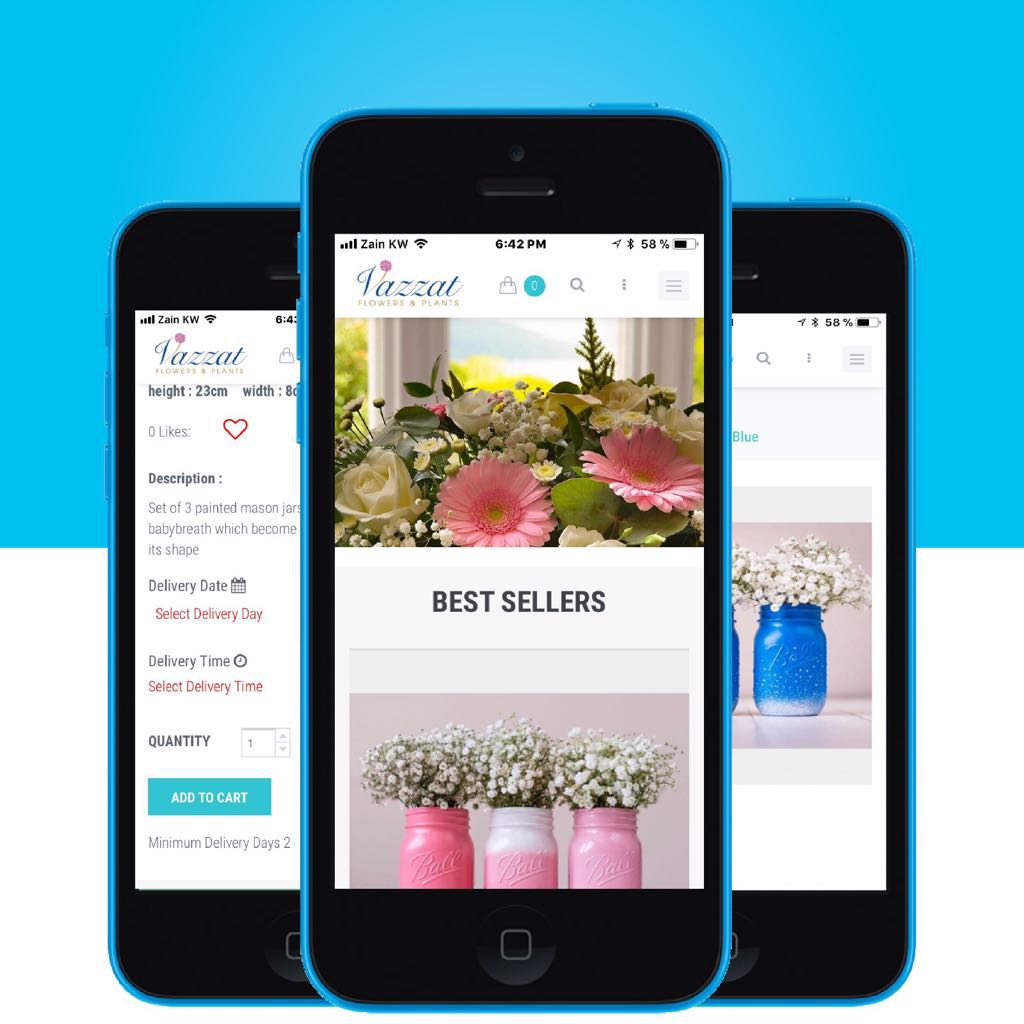 Zain KW
6:42 PM
58 %
Vazzat
FLOWERS & PLANTS
0
BEST SELLERS
Ball
Ball
Ball
Zain KW
6:43
Vazzat
FLOWERS & PLANTS
height : 23cm width : 8c
0 Likes:
Description :
Set of 3 painted mason jars
babybreath which become
its shape
Delivery Date
Select Delivery Day
Delivery Time
Select Delivery Time
QUANTITY
1
ADD TO CART
Minimum Delivery Days 2
58 %
Blue
Ball